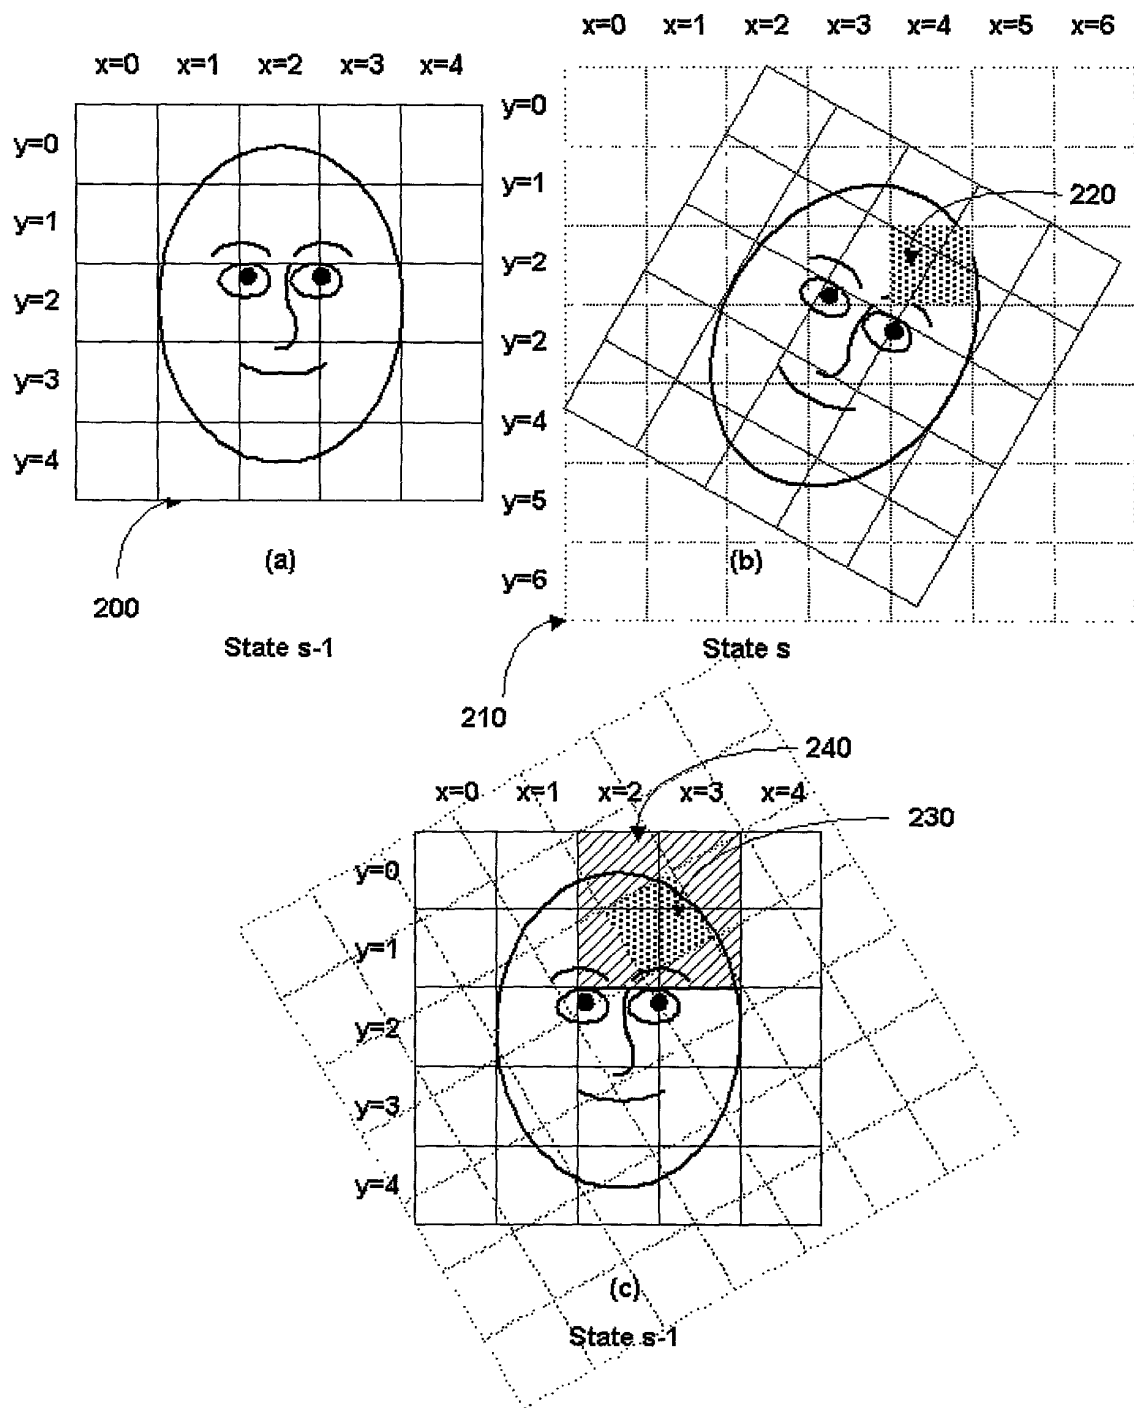 x=0 x=1 x=2 x=3 x=4 x=5 x=6
x=0 x=1 x=2 x=3 x=4
y=0
y=1
y=2
y=3
y=4
y=0
y=1
y=2
y=2
y=4
y=5
y=6
220
(a)
(b)
200
State s-1
State s
210
240
x=0 x=1 x=2 x=3 x=4
230
y=0
y=1
y=2
y=3
y=4
(c)
State s-1